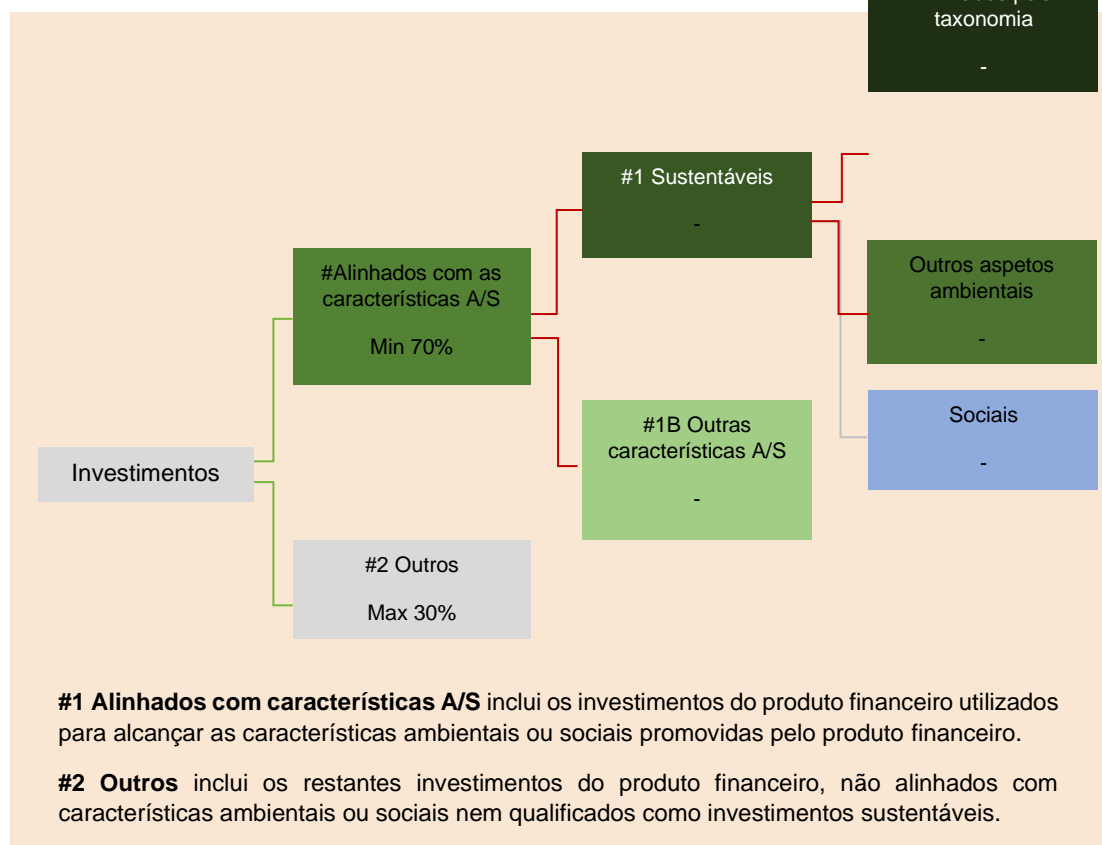 taxonomia
-
#1 Sustentáveis
-
#Alinhados com as
características A/S
Min 70%
Outros aspetos
ambientais
-
#1B Outras
características A/S
-
Sociais
-
Investimentos
#2 Outros
Max 30%
#1 Alinhados com características A/S inclui os investimentos do produto financeiro utilizados
para alcançar as características ambientais ou sociais promovidas pelo produto financeiro.
#2 Outros inclui os restantes investimentos do produto financeiro, não alinhados com
características ambientais ou sociais nem qualificados como investimentos sustentáveis.